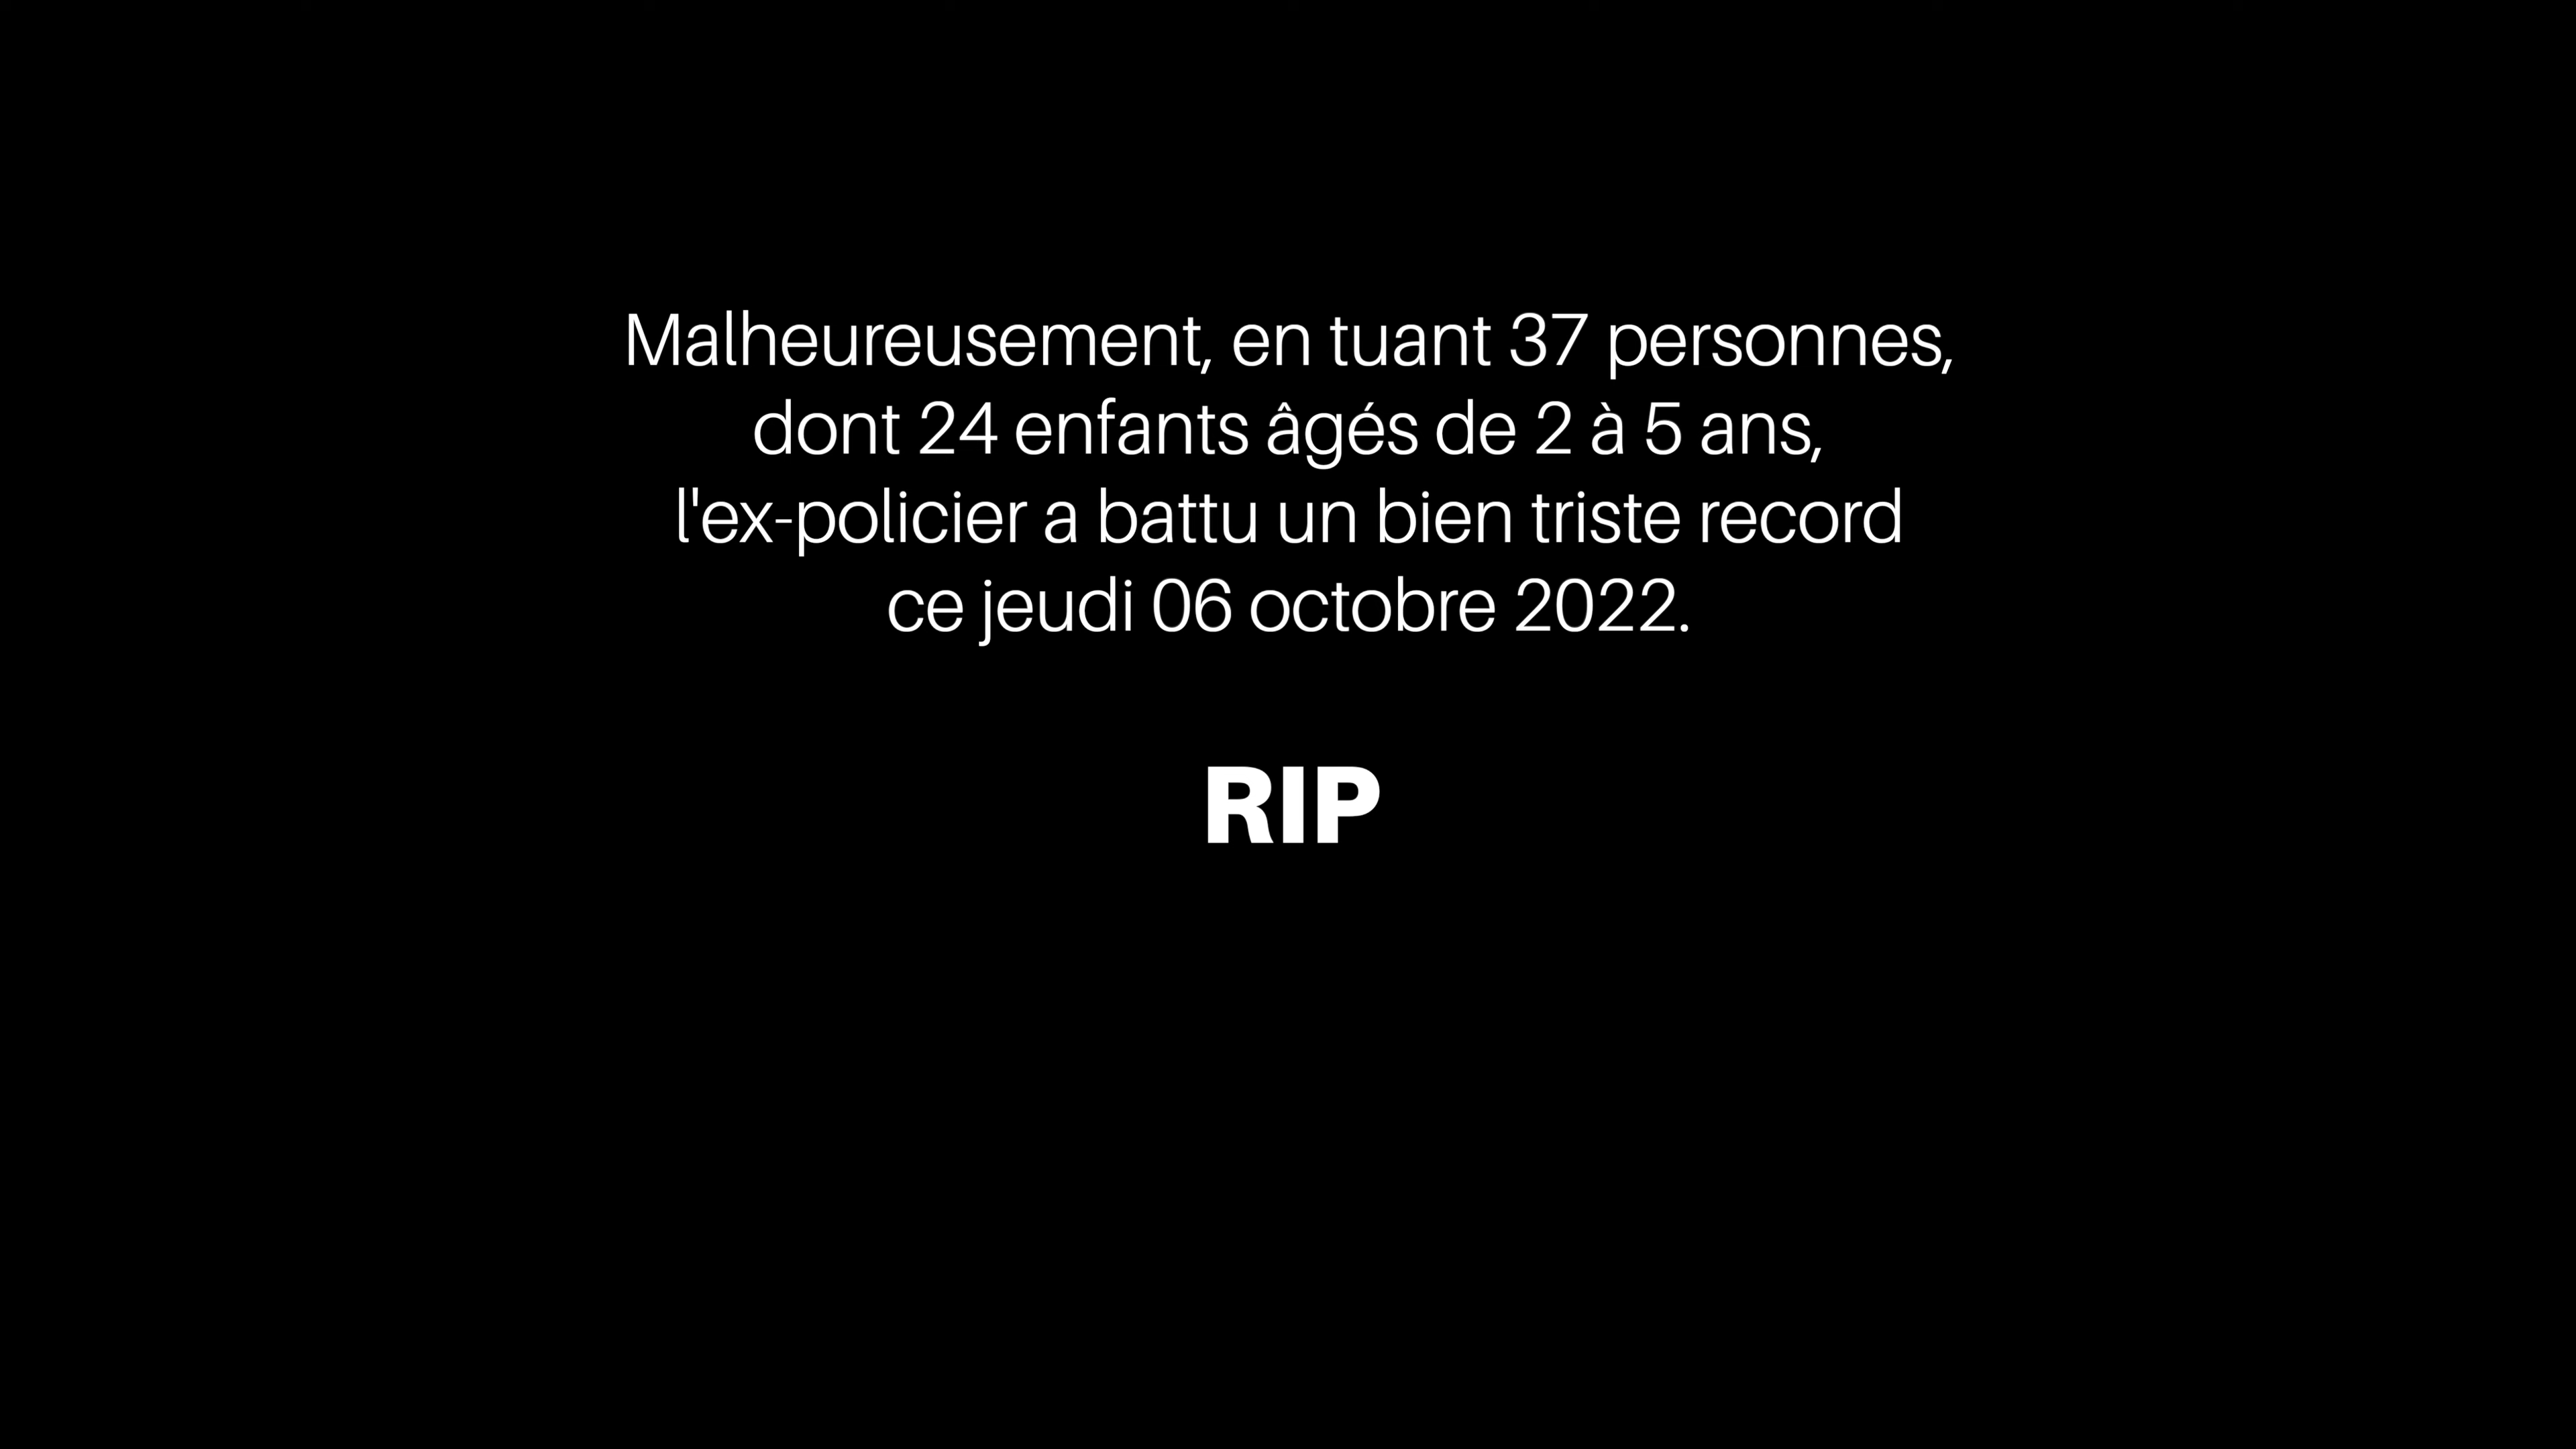 Malheureusement, en tuant 37 personnes,
dont 24 enfants âgés de 2 à 5 ans,
l'ex-policier a battu un bien triste record
ce jeudi 06 octobre 2022.
RIP